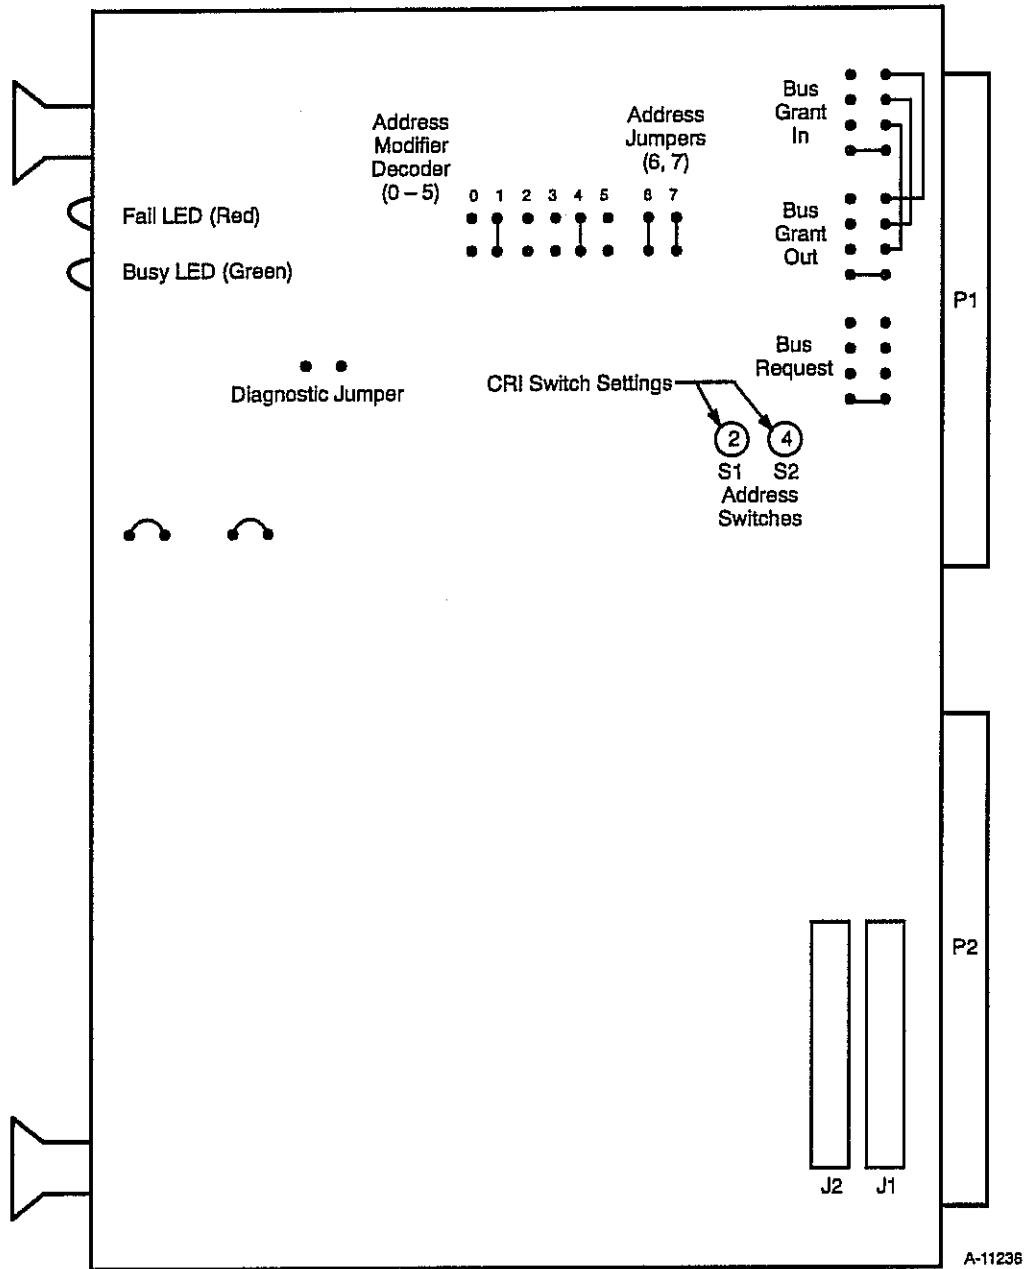 Bus
Grant
In
Address
Modifier
Decoder
(0 – 5)
Address
Jumpers
(6, 7)
0 1 2 3 4 5 6 7
Fail LED (Red)
Busy LED (Green)
Bus
Grant
Out
P1
Bus
Request
Diagnostic Jumper
CRI Switch Settings
2 4
S1 S2
Address
Switches
P2
J2 J1
A-11236